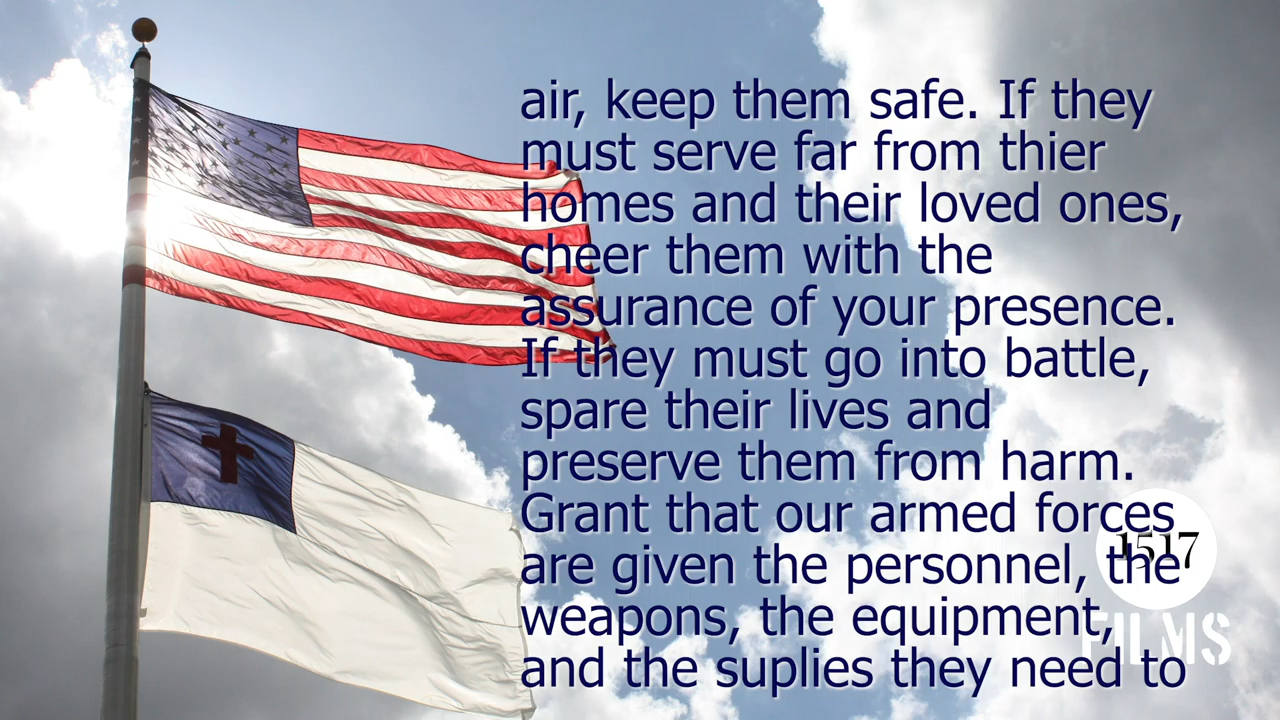 air, keep them safe. If they
must serve far from thier
homes and their loved ones,
cheer them with the
assurance of your presence.
If they must go into battle,
spare their lives and
preserve them from harm.
Grant that our armed forces
are given the personnel, the
weapons, the equipment,
and the suplies they need to
1517
FILMS